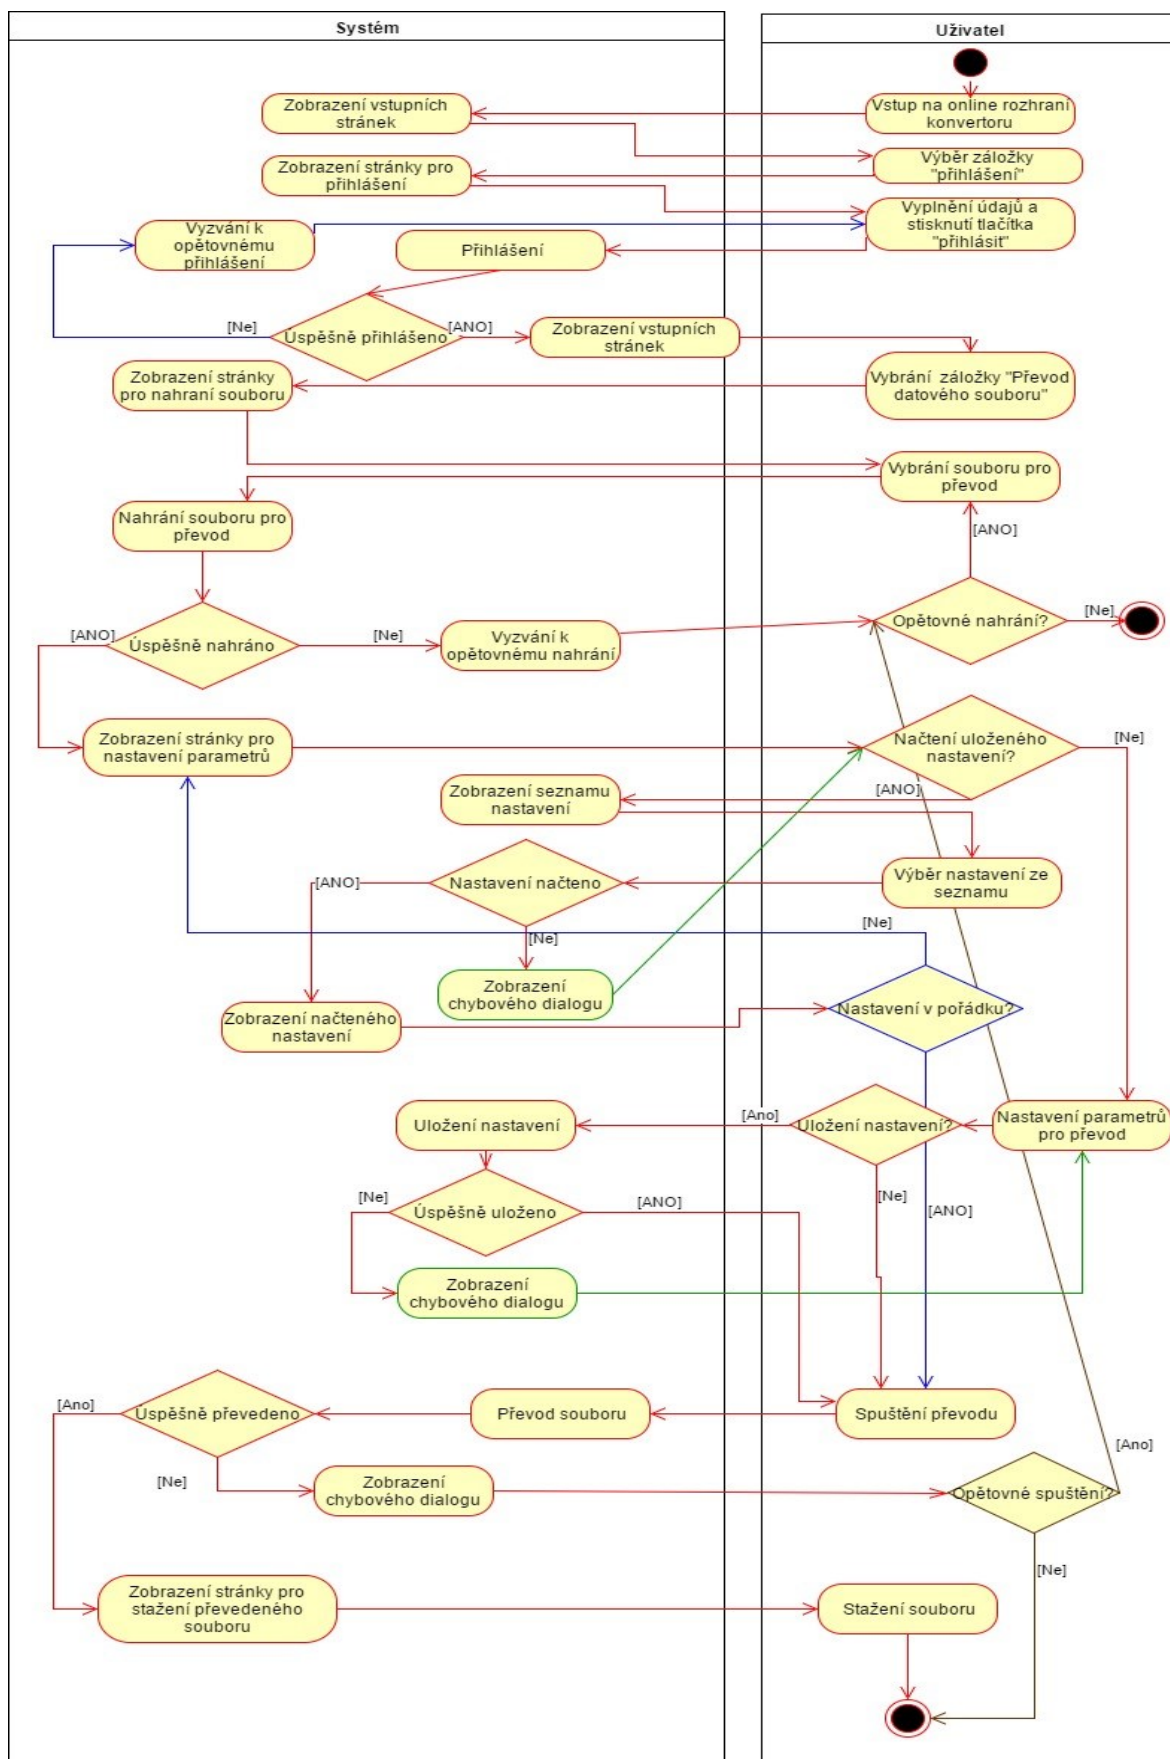 Systém
Uživatel
Zobrazení vstupních
stránek
Vstup na online rozhraní
konvertoru
Zobrazení stránky pro
přihlášení
Výběr záložky
"přihlášení"
Vyzvání k
opětovnému
přihlášení
Přihlášení
Vyplnění údajů a
stisknutí tlačítka
"přihlásit"
[Ne]
Úspěšně přihlášeno
[ANO]
Zobrazení vstupních
stránek
Zobrazení stránky
pro nahraní souboru
Vybrání záložky "Převod
datového souboru"
Vybrání souboru pro
převod
Nahrání souboru pro
převod
[ANO]
[ANO]
Úspěšně nahráno
[Ne]
Vyzvání k
opětovnému nahrání
Opětovné nahrání?
[Ne]
Zobrazení stránky pro
nastavení parametrů
Načtení uloženého
nastavení?
[Ne]
Zobrazení seznamu
nastavení
[ANO]
[ANO]
Nastavení načteno
Výběr nastavení ze
seznamu
[Ne]
[Ne]
Zobrazení
chybového dialogu
Zobrazení načteného
nastavení
Nastavení v pořádku?
Uložení nastavení
[Ano]
Uložení nastavení?
Nastavení parametrů
pro převod
[Ne]
Úspěšně uloženo
[ANO]
[Ne]
[ANO]
Zobrazení
chybového dialogu
[Ano]
Úspěšně převedeno
Převod souboru
Spuštění převodu
[Ano]
[Ne]
Zobrazení
chybového dialogu
Opětovné spuštění?
[Ne]
Zobrazení stránky pro
stažení převedeného
souboru
Stažení souboru